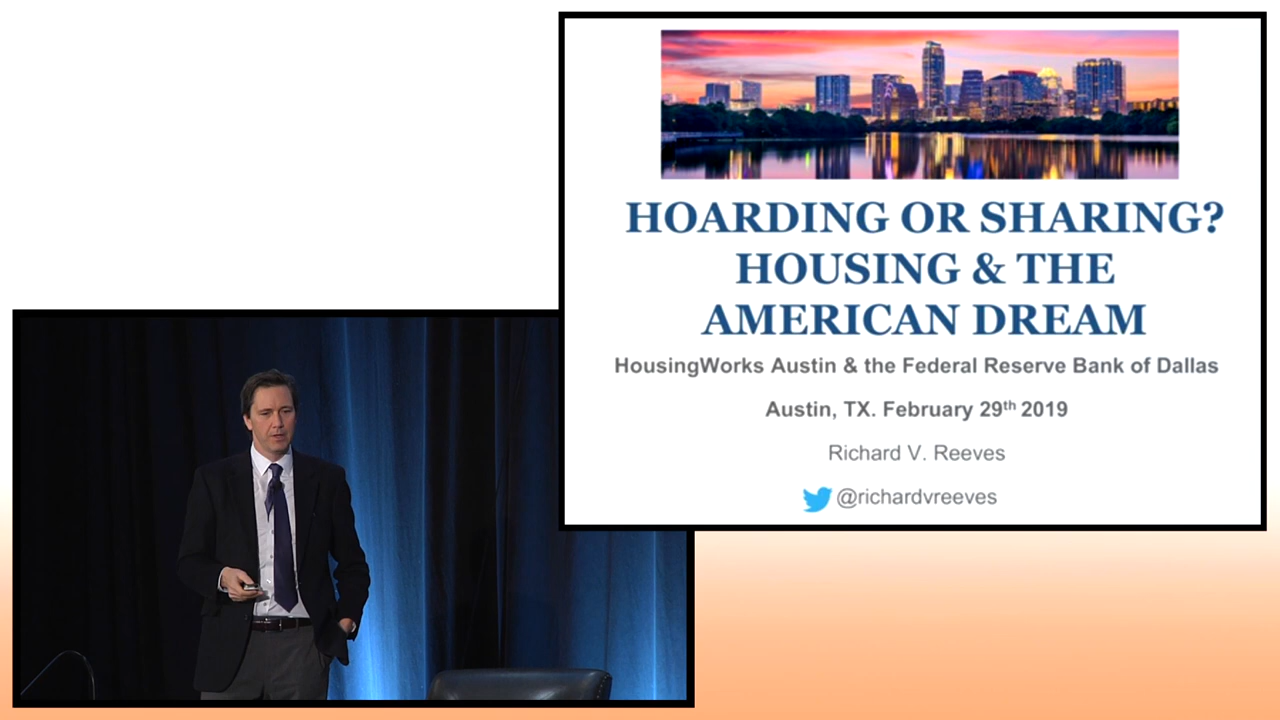 HOARDING OR SHARING?
HOUSING & THE
AMERICAN DREAM
HousingWorks Austin & the Federal Reserve Bank of Dallas
Austin, TX. February 29th 2019
Richard V. Reeves
@richardvreeves